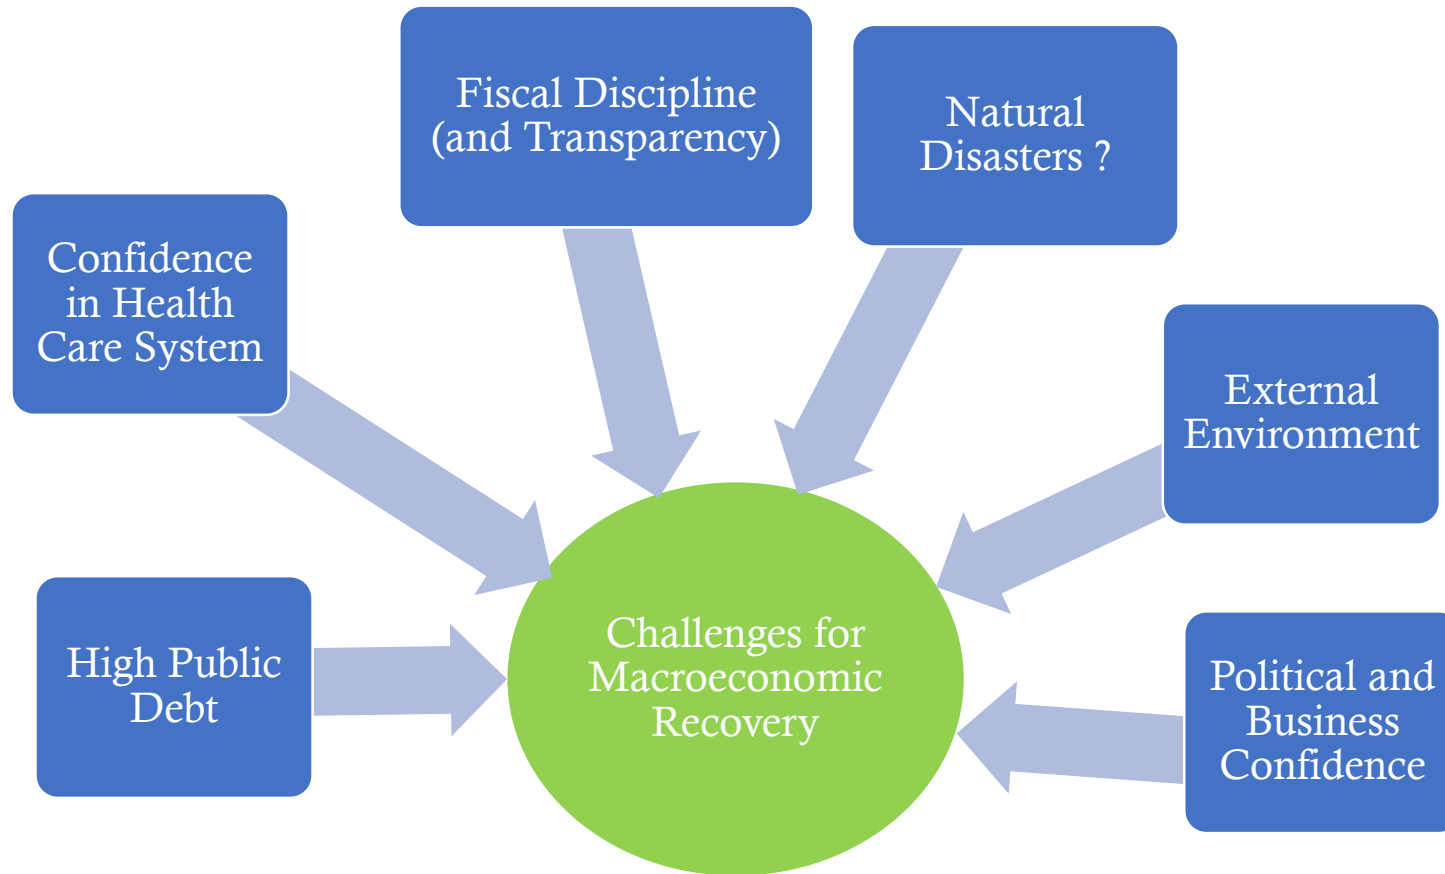 Fiscal Discipline
(and Transparency)
Natural
Disasters ?
Confidence
in Health
Care System
External
Environment
High Public
Debt
Challenges for
Macroeconomic
Recovery
Political and
Business
Confidence